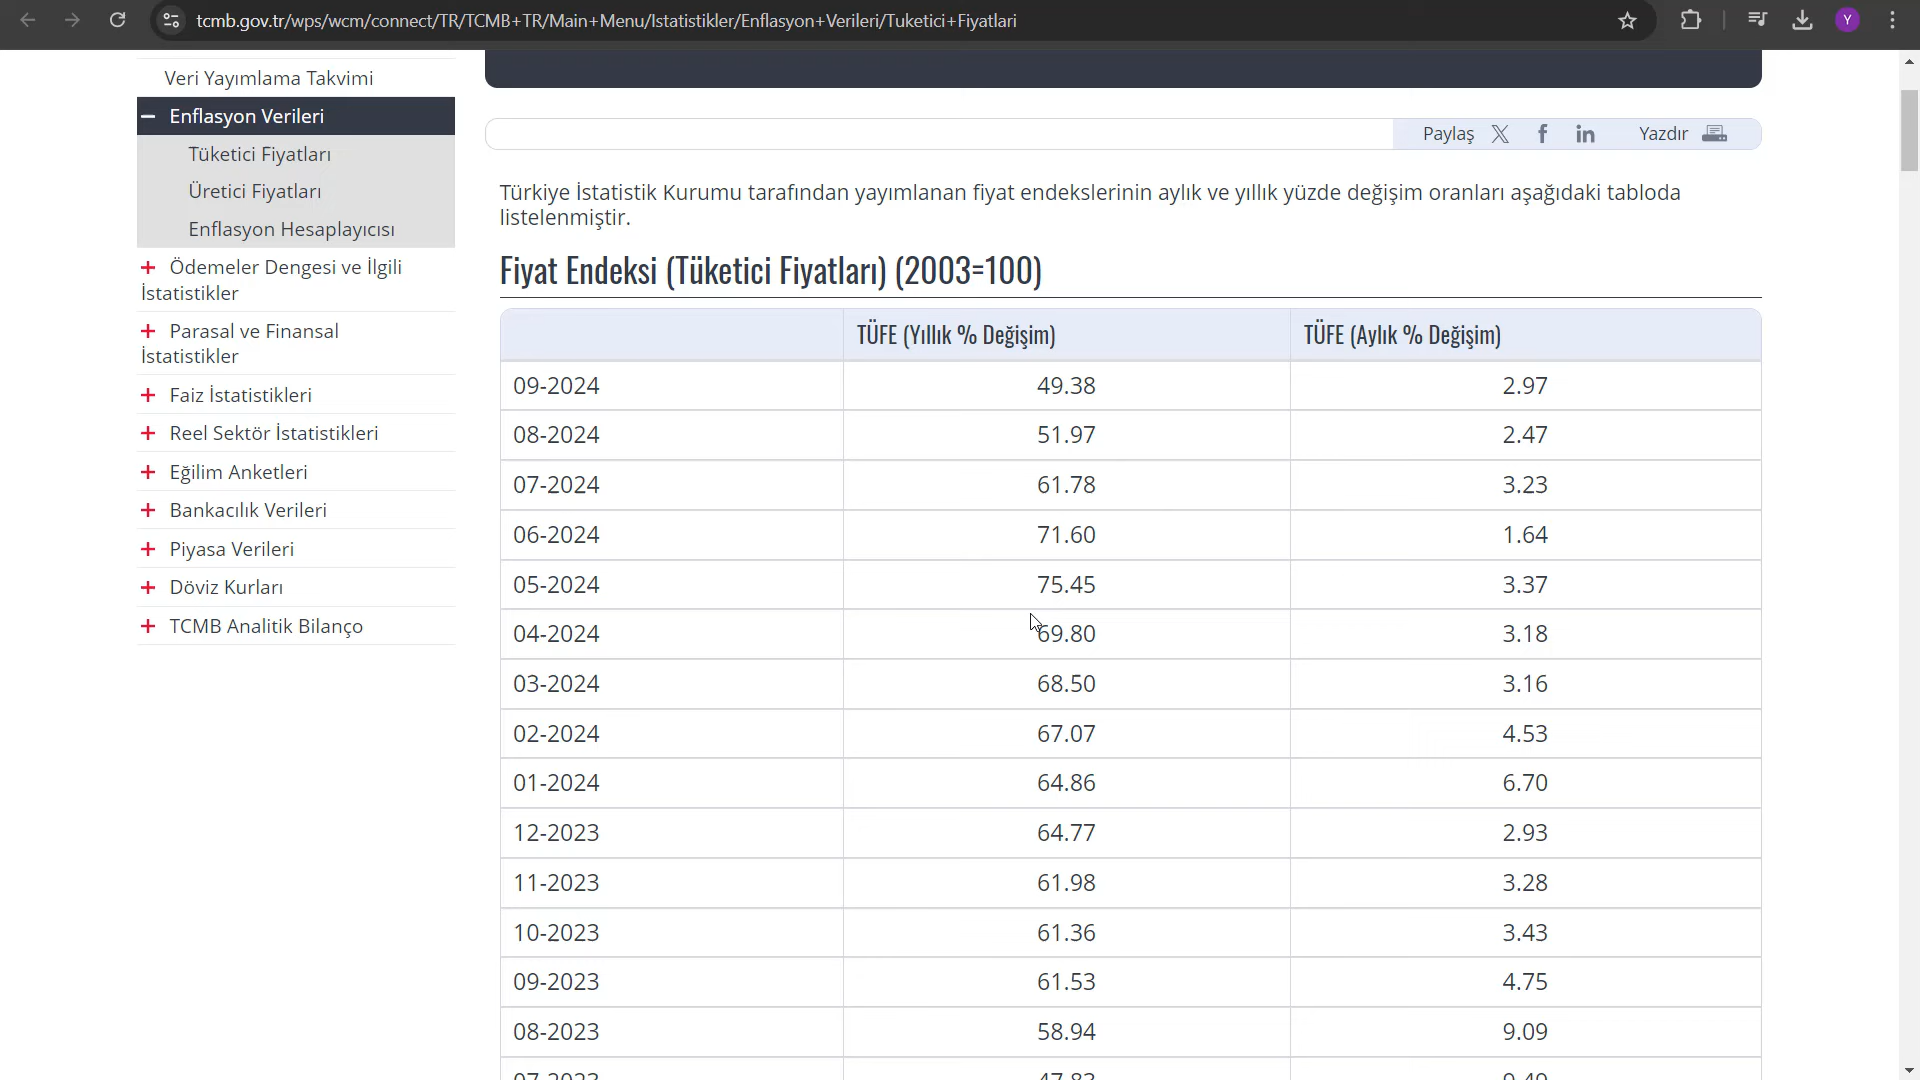 tcmb.gov.tr/wps/wcm/connect/TR/TCMB+TR/Main+Menu/Istatistikler/Enflasyon+Verileri/Tuketici+Fiyatlari
Y
Veri Yayımlama Takvimi
Enflasyon Verileri
Tüketici Fiyatları
Üretici Fiyatları
Enflasyon Hesaplayıcısı
Ödemeler Dengesi ve İlgili
İstatistikler
Parasal ve Finansal
İstatistikler
Faiz İstatistikleri
Reel Sektör İstatistikleri
Eğilim Anketleri
Bankacılık Verileri
Piyasa Verileri
Döviz Kurları
TCMB Analitik Bilanço
Paylaş Yazdır
Türkiye İstatistik Kurumu tarafından yayımlanan fiyat endekslerinin aylık ve yıllık yüzde değişim oranları aşağıdaki tabloda
listelenmiştir.
Fiyat Endeksi (Tüketici Fiyatları) (2003=100)
TÜFE (Yıllık % Değişim) TÜFE (Aylık % Değişim)
09-2024 49.38 2.97
08-2024 51.97 2.47
07-2024 61.78 3.23
06-2024 71.60 1.64
05-2024 75.45 3.37
04-2024 69.80 3.18
03-2024 68.50 3.16
02-2024 67.07 4.53
01-2024 64.86 6.70
12-2023 64.77 2.93
11-2023 61.98 3.28
10-2023 61.36 3.43
09-2023 61.53 4.75
08-2023 58.94 9.09
07-2023 47.83 9.49